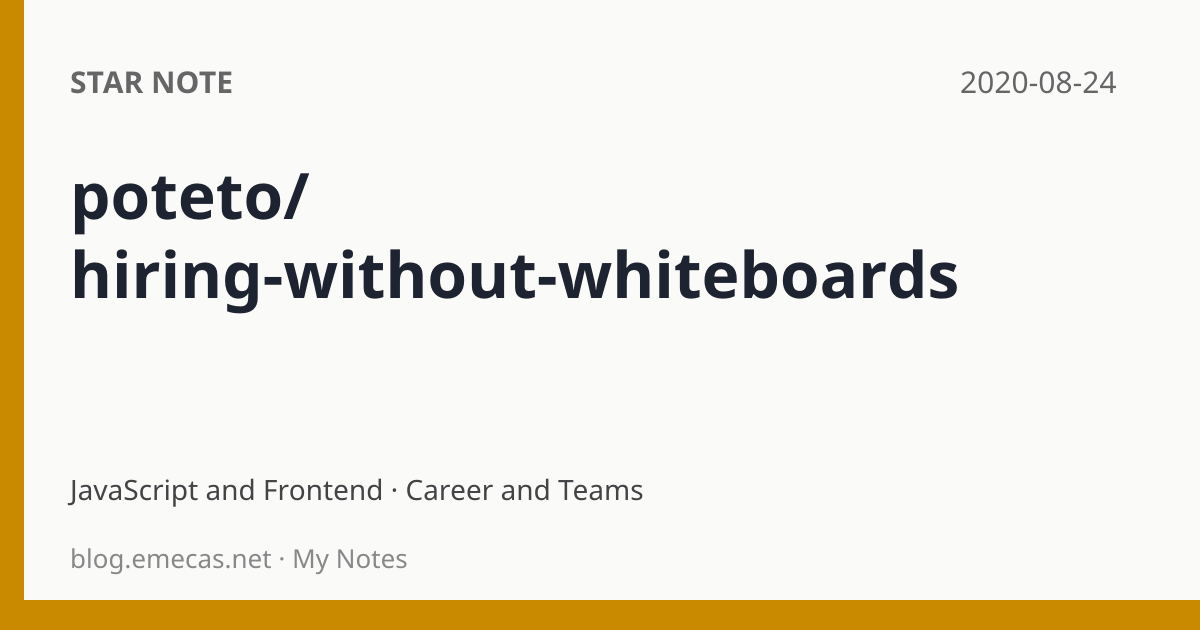 STAR NOTE
2020-08-24
poteto/
hiring-without-whiteboards
JavaScript and Frontend · Career and Teams
blog.emecas.net · My Notes